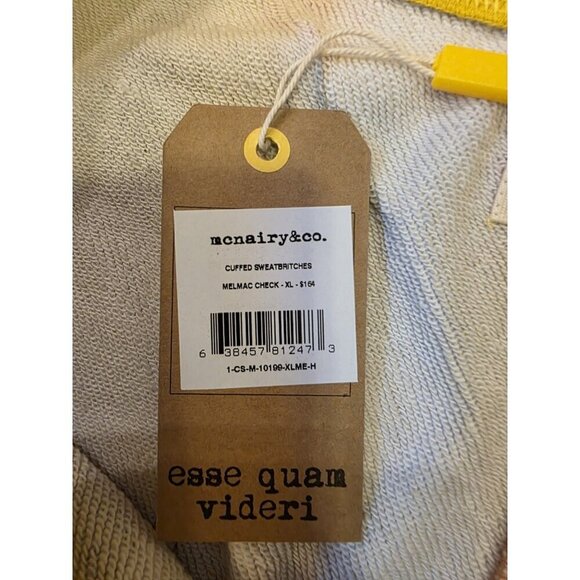 mcnairy&co.
CUFFED SWEATBRITCHES
MELMAC CHECK - XL - $164
6 38457 81247 3
1-CS-M-10199-XLME-H
esse quam
videri